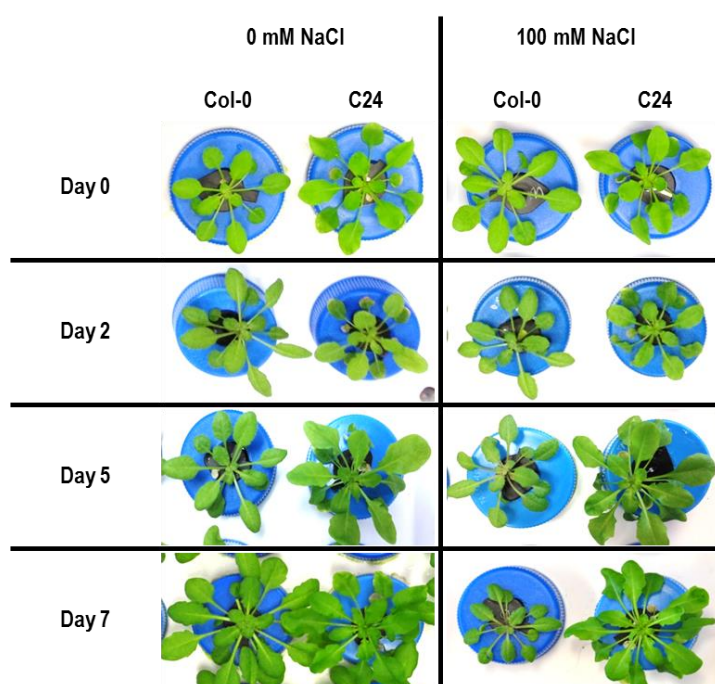 0 mM NaCl 100 mM NaCl
Col-0 C24 Col-0 C24
Day 0
Day 2
Day 5
Day 7